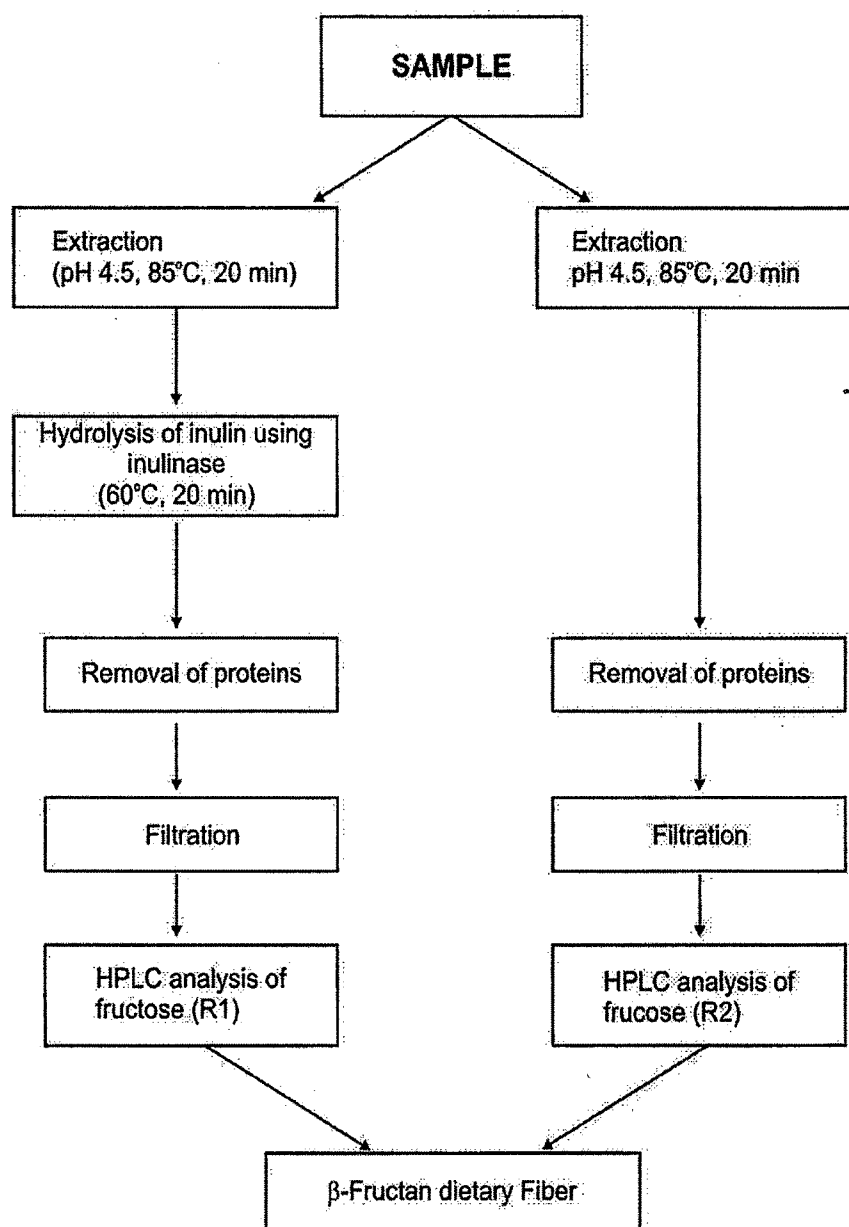 SAMPLE
Extraction
(pH 4.5, 85°C, 20 min)
Extraction
pH 4.5, 85°C, 20 min
Hydrolysis of inulin using
inulinase
(60°C, 20 min)
Removal of proteins
Removal of proteins
Filtration
Filtration
HPLC analysis of
fructose (R1)
HPLC analysis of
frucose (R2)
β-Fructan dietary Fiber